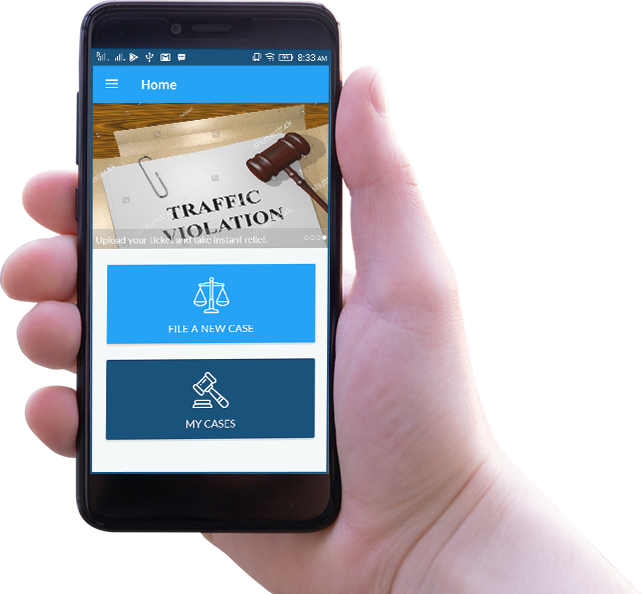 8:33 AM
Home
TRAFFIC
VIOLATION
Upload your ticket and take instant relief.
FILE A NEW CASE
MY CASES